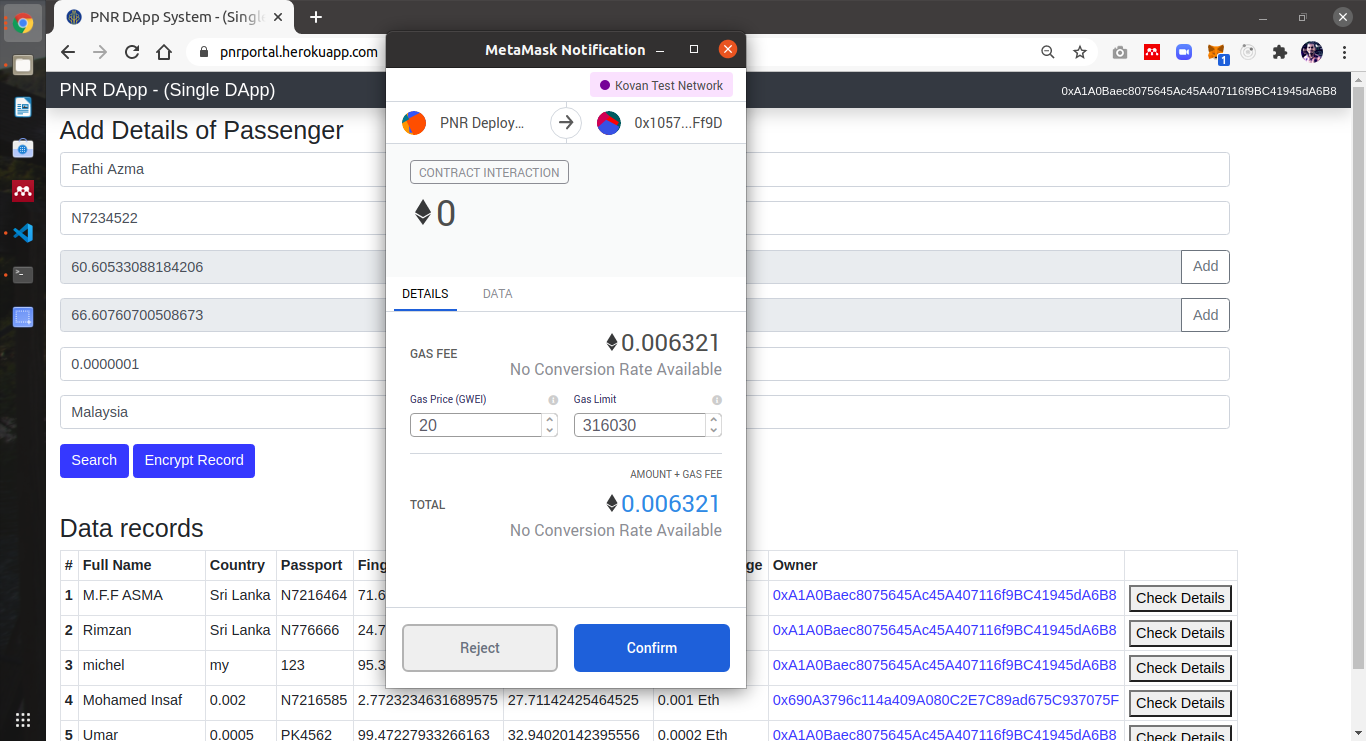 PNR DApp System - (Singl
pnrportal.herokuapp.com
1
PNR DApp - (Single DApp)
0xA1A0Baec8075645Ac45A407116f9BC41945dA6B8
Add Details of Passenger
Fathi Azma
N7234522
60.60533088184206
Add
66.60760700508673
Add
0.0000001
Malaysia
Search
Encrypt Record
MetaMask Notification
Kovan Test Network
PNR Deploy...
0x1057...Ff9D
CONTRACT INTERACTION
0
DETAILS
DATA
GAS FEE
0.006321
No Conversion Rate Available
Gas Price (GWEI)
Gas Limit
20
316030
AMOUNT + GAS FEE
TOTAL
0.006321
No Conversion Rate Available
Reject
Confirm
Data records
# Full Name Country Passport Fing ge Owner
1 M.F.F ASMA Sri Lanka N7216464 71.6 0xA1A0Baec8075645Ac45A407116f9BC41945dA6B8 Check Details
2 Rimzan Sri Lanka N776666 24.7 0xA1A0Baec8075645Ac45A407116f9BC41945dA6B8 Check Details
3 michel my 123 95.3 0xA1A0Baec8075645Ac45A407116f9BC41945dA6B8 Check Details
4 Mohamed Insaf 0.002 N7216585 2.7723234631689575 27.71142425464525 0.001 Eth 0x690A3796c114a409A080C2E7C89ad675C937075F Check Details
5 Umar 0.0005 PK4562 99.47227933266163 32.94020142395556 0.0002 Eth 0xA1A0Baec8075645Ac45A407116f9BC41945dA6B8 Check Details